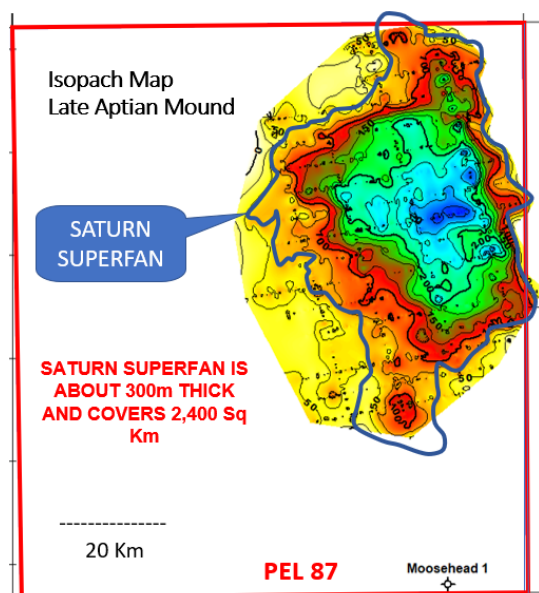 Isopach Map
Late Aptian Mound
SATURN
SUPERFAN
SATURN SUPERFAN IS
ABOUT 300m THICK
AND COVERS 2,400 Sq
Km
20 Km
PEL 87
Moosehead 1